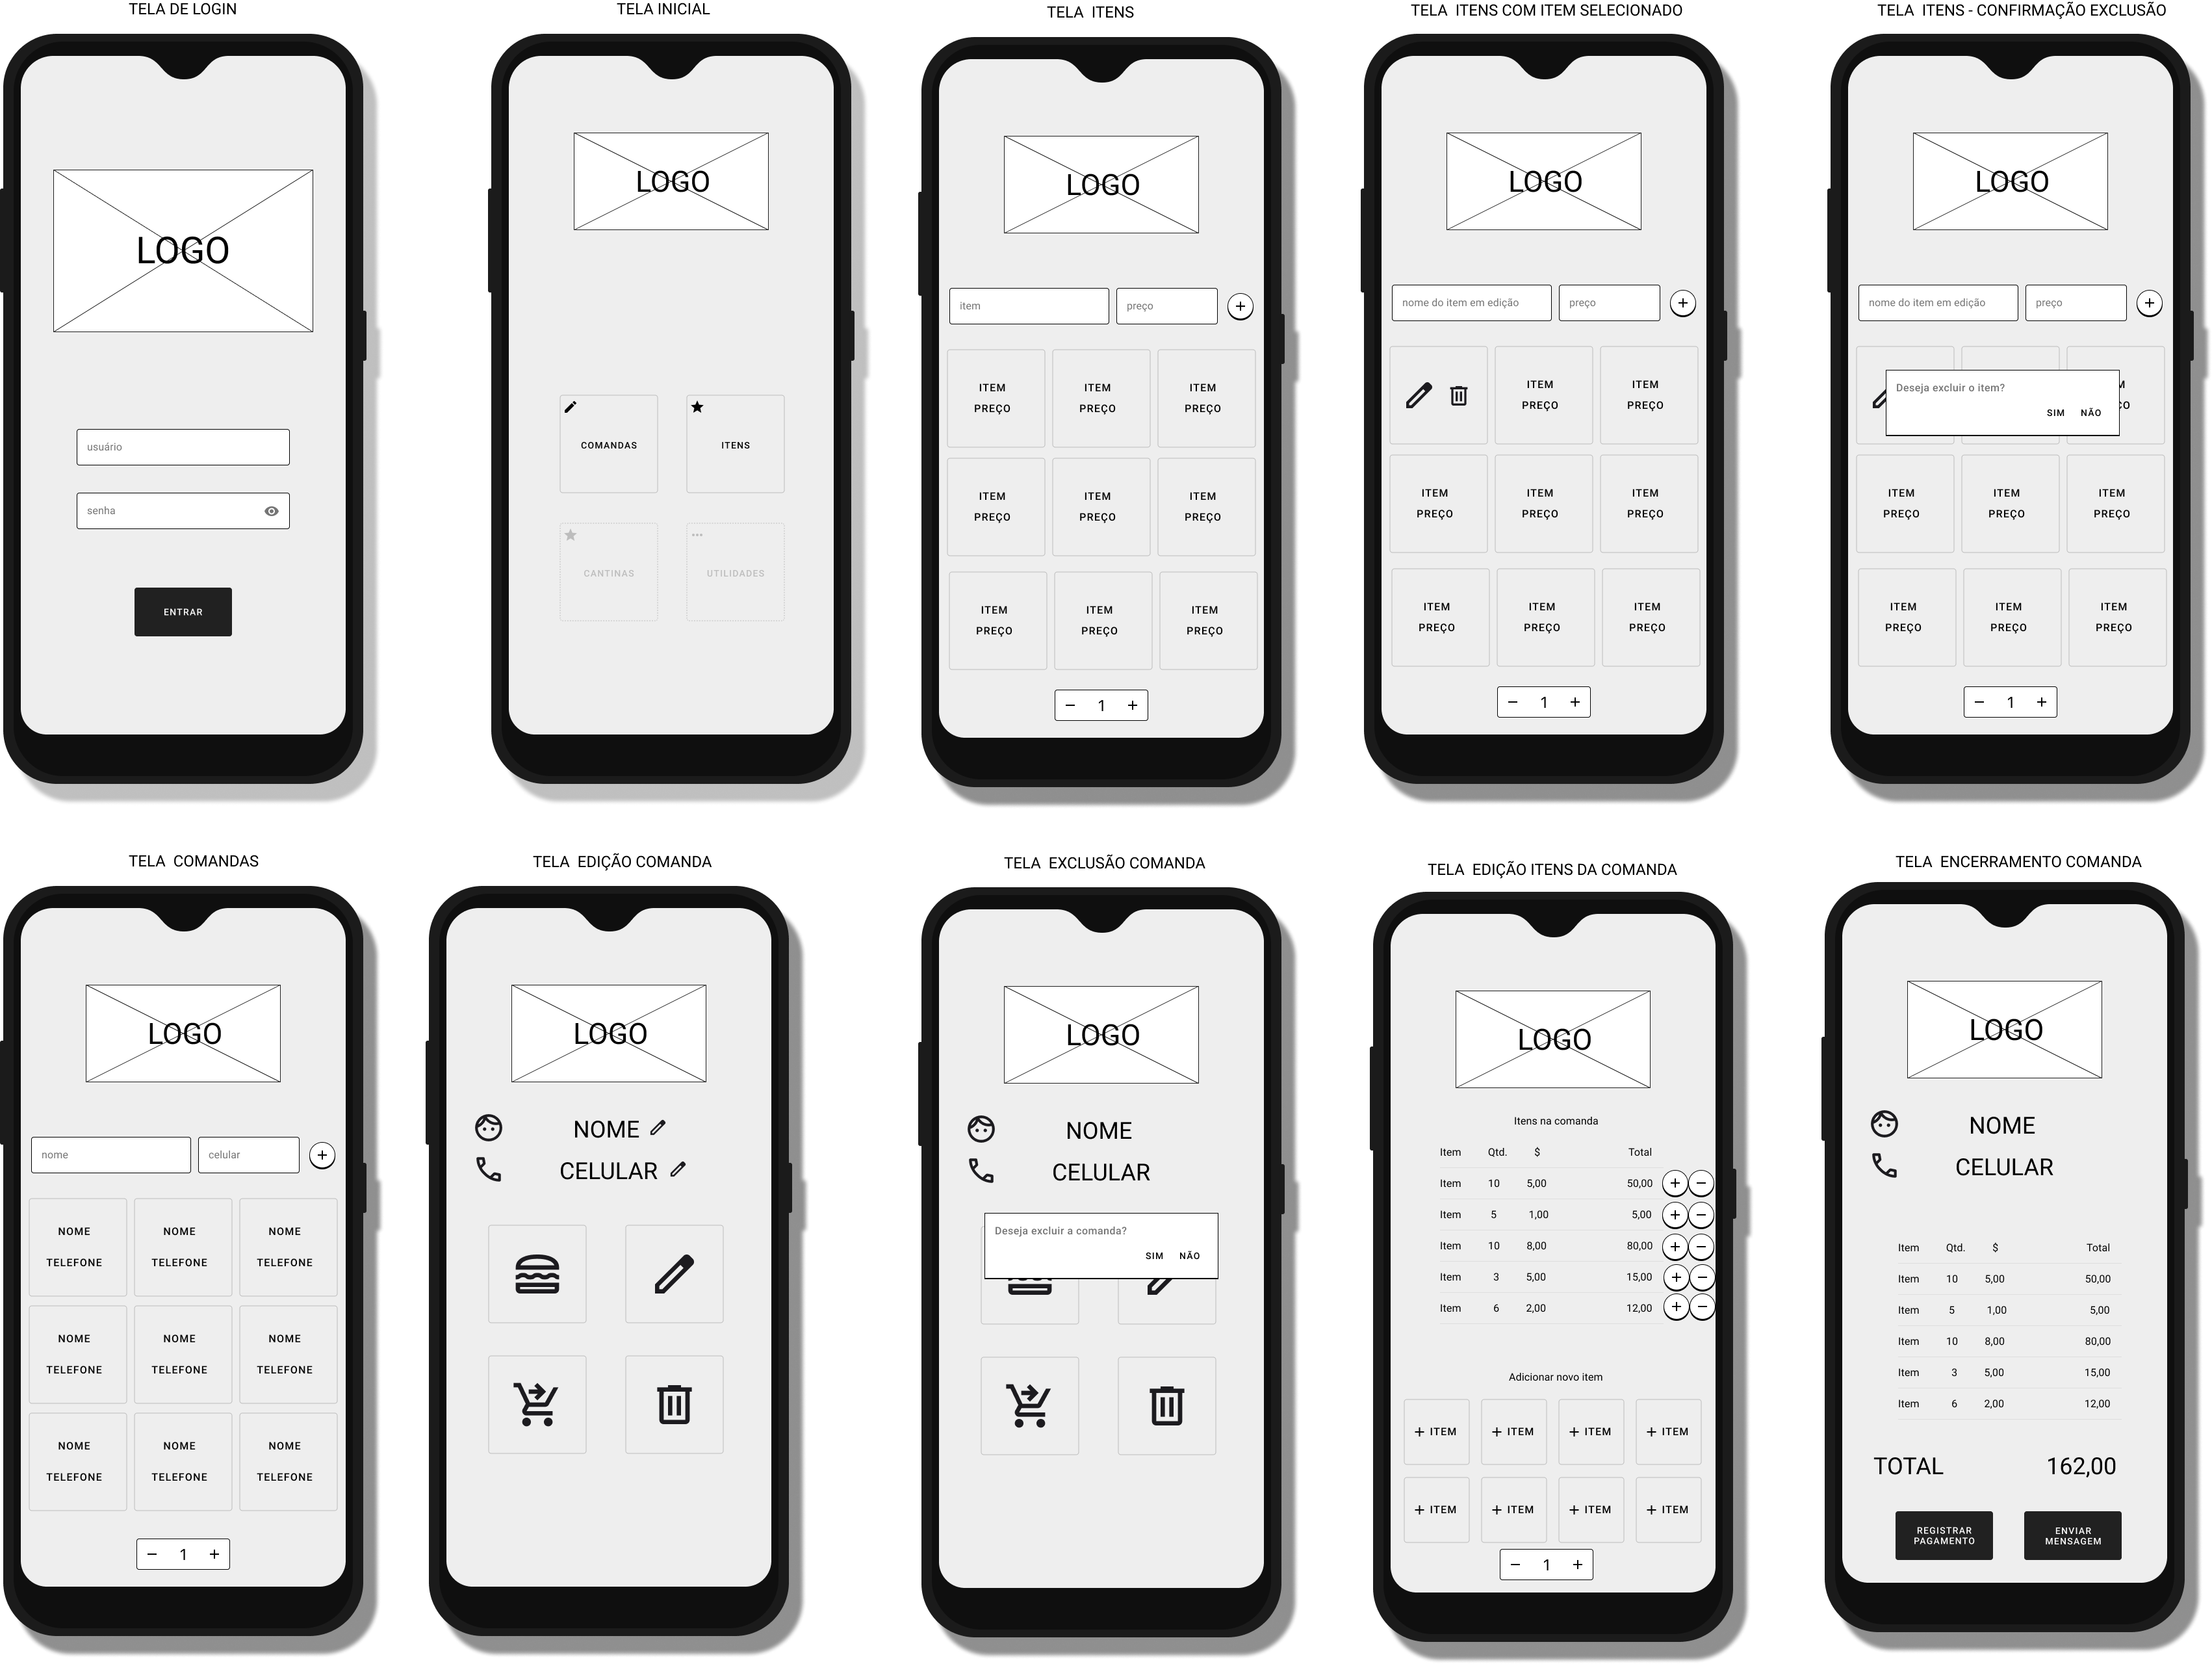 TELA DE LOGIN
LOGO
usuário
senha
ENTRAR
TELA INICIAL
LOGO
COMANDAS ITENS
CANTINAS UTILIDADES
TELA ITENS
LOGO
item preço +
ITEM ITEM ITEM
PREÇO PREÇO PREÇO
ITEM ITEM ITEM
PREÇO PREÇO PREÇO
ITEM ITEM ITEM
PREÇO PREÇO PREÇO
− 1 +
TELA ITENS COM ITEM SELECIONADO
LOGO
nome do item em edição preço +
ITEM ITEM
PREÇO PREÇO
ITEM ITEM ITEM
PREÇO PREÇO PREÇO
ITEM ITEM ITEM
PREÇO PREÇO PREÇO
− 1 +
TELA ITENS - CONFIRMAÇÃO EXCLUSÃO
LOGO
nome do item em edição preço +
Deseja excluir o item? M
SIM NÃO ÇO
ITEM ITEM ITEM
PREÇO PREÇO PREÇO
ITEM ITEM ITEM
PREÇO PREÇO PREÇO
− 1 +
TELA COMANDAS
LOGO
nome celular +
NOME NOME NOME
TELEFONE TELEFONE TELEFONE
NOME NOME NOME
TELEFONE TELEFONE TELEFONE
NOME NOME NOME
TELEFONE TELEFONE TELEFONE
− 1 +
TELA EDIÇÃO COMANDA
LOGO
NOME
CELULAR
TELA EXCLUSÃO COMANDA
LOGO
NOME
CELULAR
Deseja excluir a comanda?
SIM NÃO
TELA EDIÇÃO ITENS DA COMANDA
LOGO
Itens na comanda
Item Qtd. $ Total
Item 10 5,00 50,00 + −
Item 5 1,00 5,00 + −
Item 10 8,00 80,00 + −
Item 3 5,00 15,00 + −
Item 6 2,00 12,00 + −
Adicionar novo item
+ ITEM + ITEM + ITEM + ITEM
+ ITEM + ITEM + ITEM + ITEM
− 1 +
TELA ENCERRAMENTO COMANDA
LOGO
NOME
CELULAR
Item Qtd. $ Total
Item 10 5,00 50,00
Item 5 1,00 5,00
Item 10 8,00 80,00
Item 3 5,00 15,00
Item 6 2,00 12,00
TOTAL 162,00
REGISTRAR ENVIAR
PAGAMENTO MENSAGEM